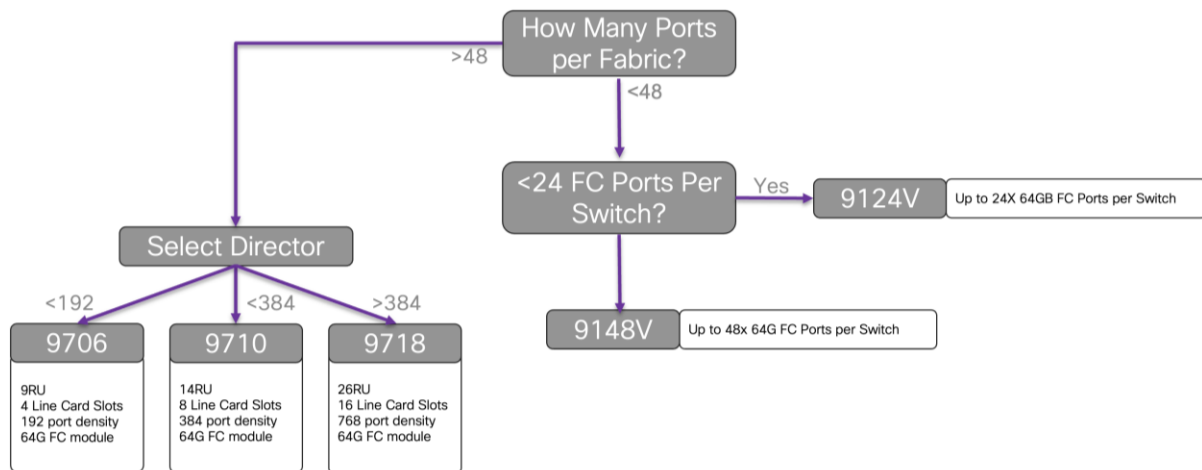 How Many Ports
per Fabric?
>48
<48
<24 FC Ports Per
Switch?
Yes
9124V
Up to 24X 64GB FC Ports per Switch
Select Director
<192
<384
>384
9706
9710
9718
9148V
Up to 48x 64G FC Ports per Switch
9RU
4 Line Card Slots
192 port density
64G FC module
14RU
8 Line Card Slots
384 port density
64G FC module
26RU
16 Line Card Slots
768 port density
64G FC module